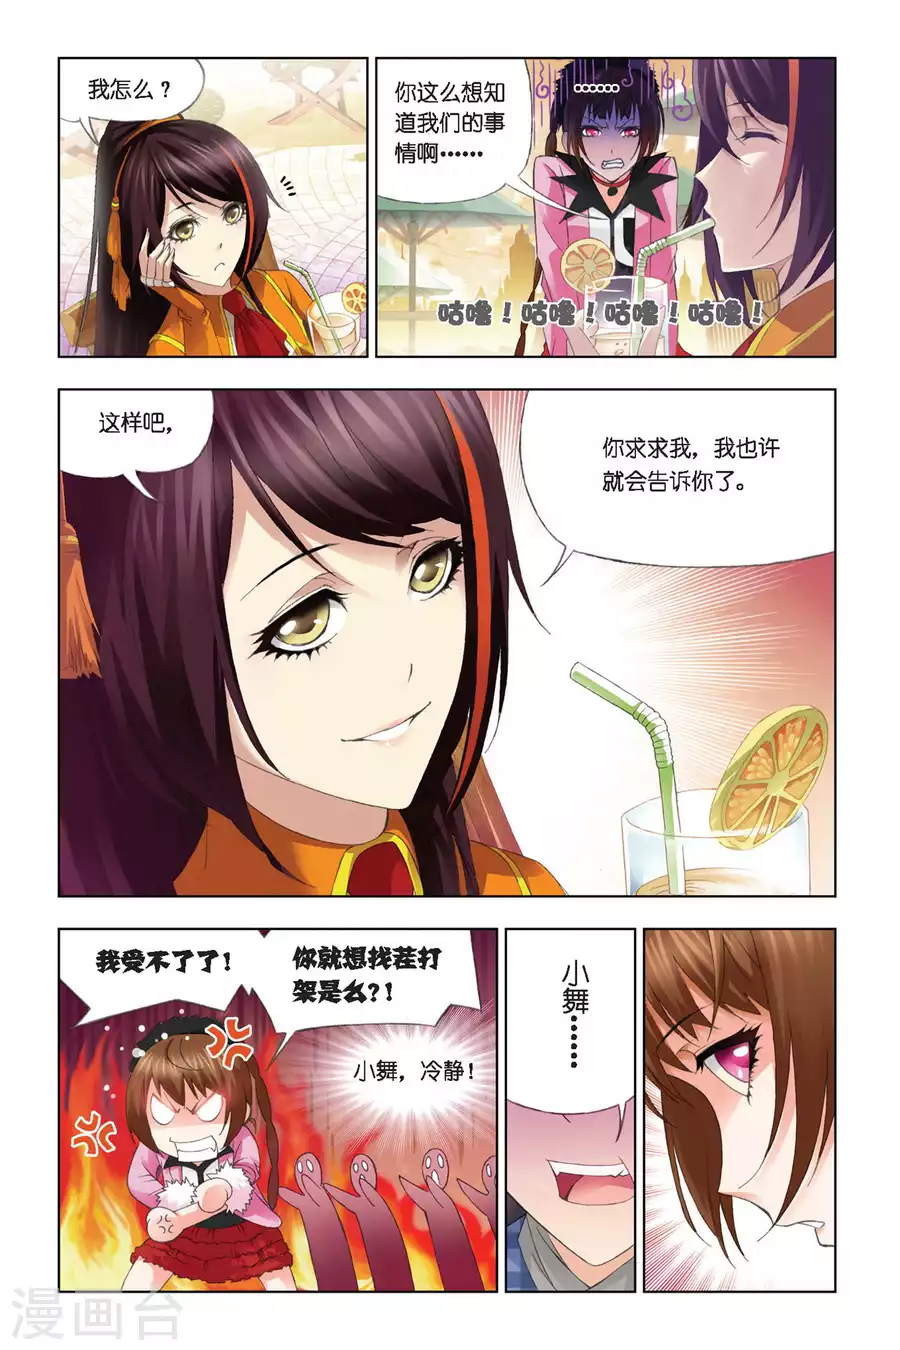 我怎么？
你这么想知
道我们的事
情啊……
……
咕噜！咕噜！咕噜！咕噜！
这样吧，
你求求我，我也许
就会告诉你了。
我受不了了！
你就想找茬打
架是么？！
小舞，冷静！
小舞……
漫画台